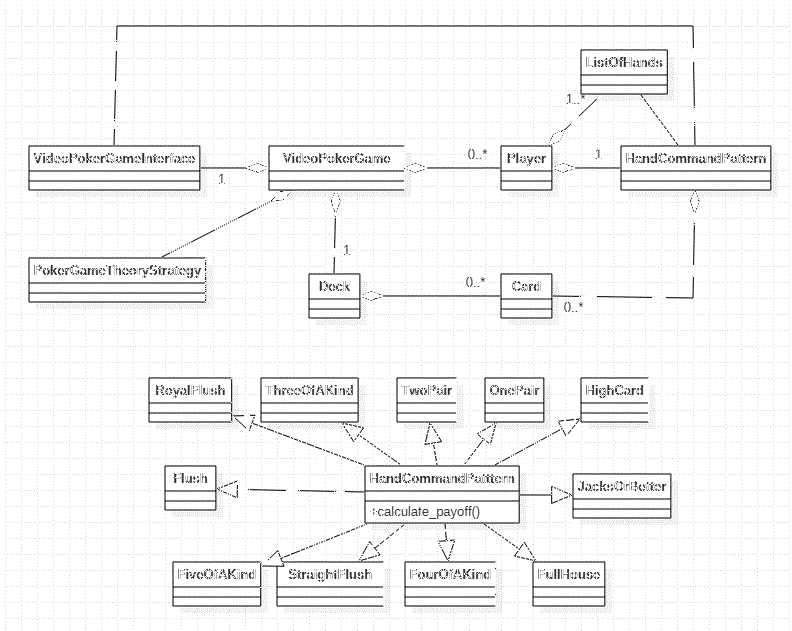 ListOfHands
1..*
VideoPokerGameInterface
VideoPokerGame
0..*
Player
1
HandCommandPattern
1
1
PokerGameTheoryStrategy
Deck
0..*
Card
0..*
RoyalFlush
ThreeOfAKind
TwoPair
OnePair
HighCard
Flush
HandCommandPatttern
JacksOrBetter
+calculate_payoff()
FiveOfAKind
StraightFlush
FourOfAKind
FullHouse